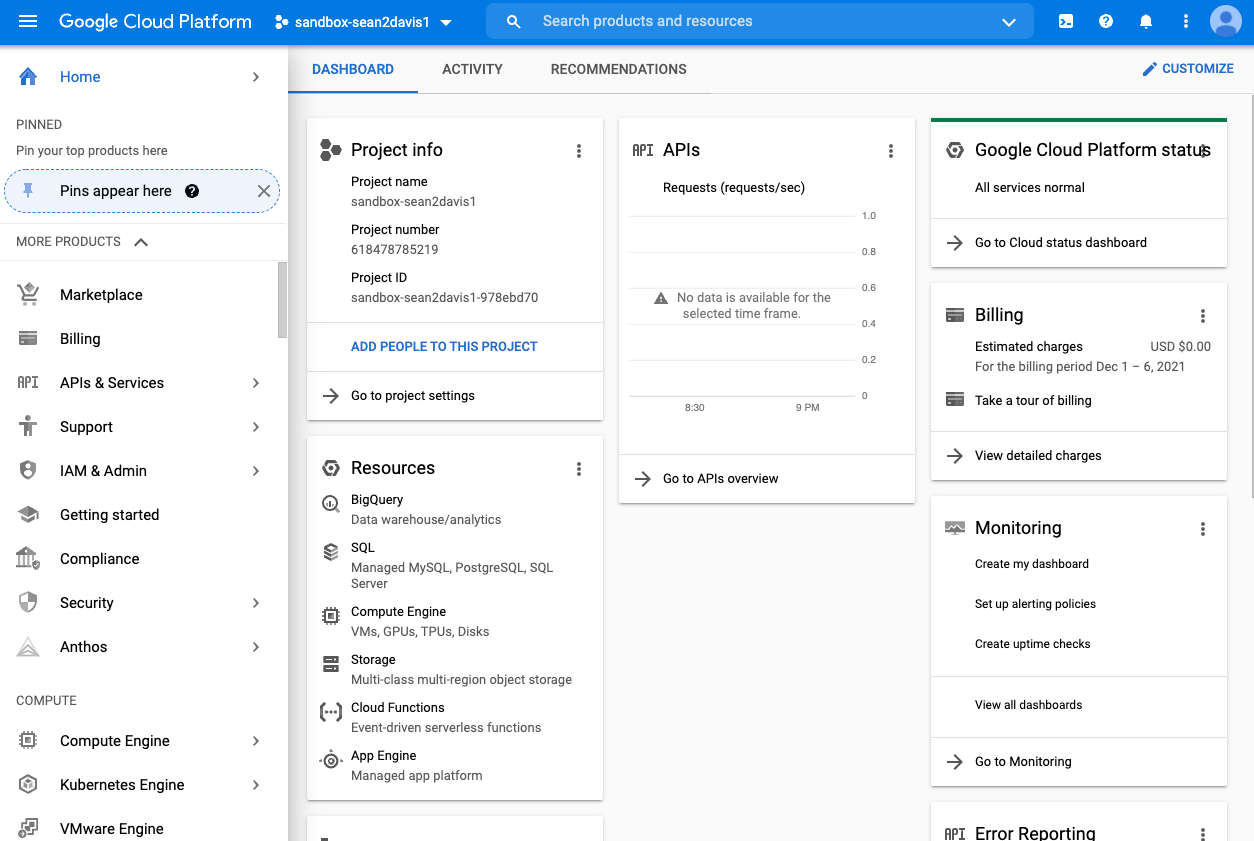 Google Cloud Platform
sandbox-sean2davis1
Search products and resources
Home
PINNED
Pin your top products here
Pins appear here
MORE PRODUCTS
Marketplace
Billing
API APIs & Services
Support
IAM & Admin
Getting started
Compliance
Security
Anthos
COMPUTE
Compute Engine
Kubernetes Engine
VMware Engine
DASHBOARD
ACTIVITY
RECOMMENDATIONS
CUSTOMIZE
Project info
Project name
sandbox-sean2davis1
Project number
618478785219
Project ID
sandbox-sean2davis1-978ebd70
ADD PEOPLE TO THIS PROJECT
Go to project settings
Resources
BigQuery
Data warehouse/analytics
SQL
Managed MySQL, PostgreSQL, SQL
Server
Compute Engine
VMs, GPUs, TPUs, Disks
Storage
Multi-class multi-region object storage
Cloud Functions
Event-driven serverless functions
App Engine
Managed app platform
API APIs
Requests (requests/sec)
1.0
0.8
0.6
No data is available for the
selected time frame.
0.4
0.2
0
8:30 9 PM
Go to APIs overview
Google Cloud Platform status
All services normal
Go to Cloud status dashboard
Billing
Estimated charges USD $0.00
For the billing period Dec 1 – 6, 2021
Take a tour of billing
View detailed charges
Monitoring
Create my dashboard
Set up alerting policies
Create uptime checks
View all dashboards
Go to Monitoring
API Error Reporting